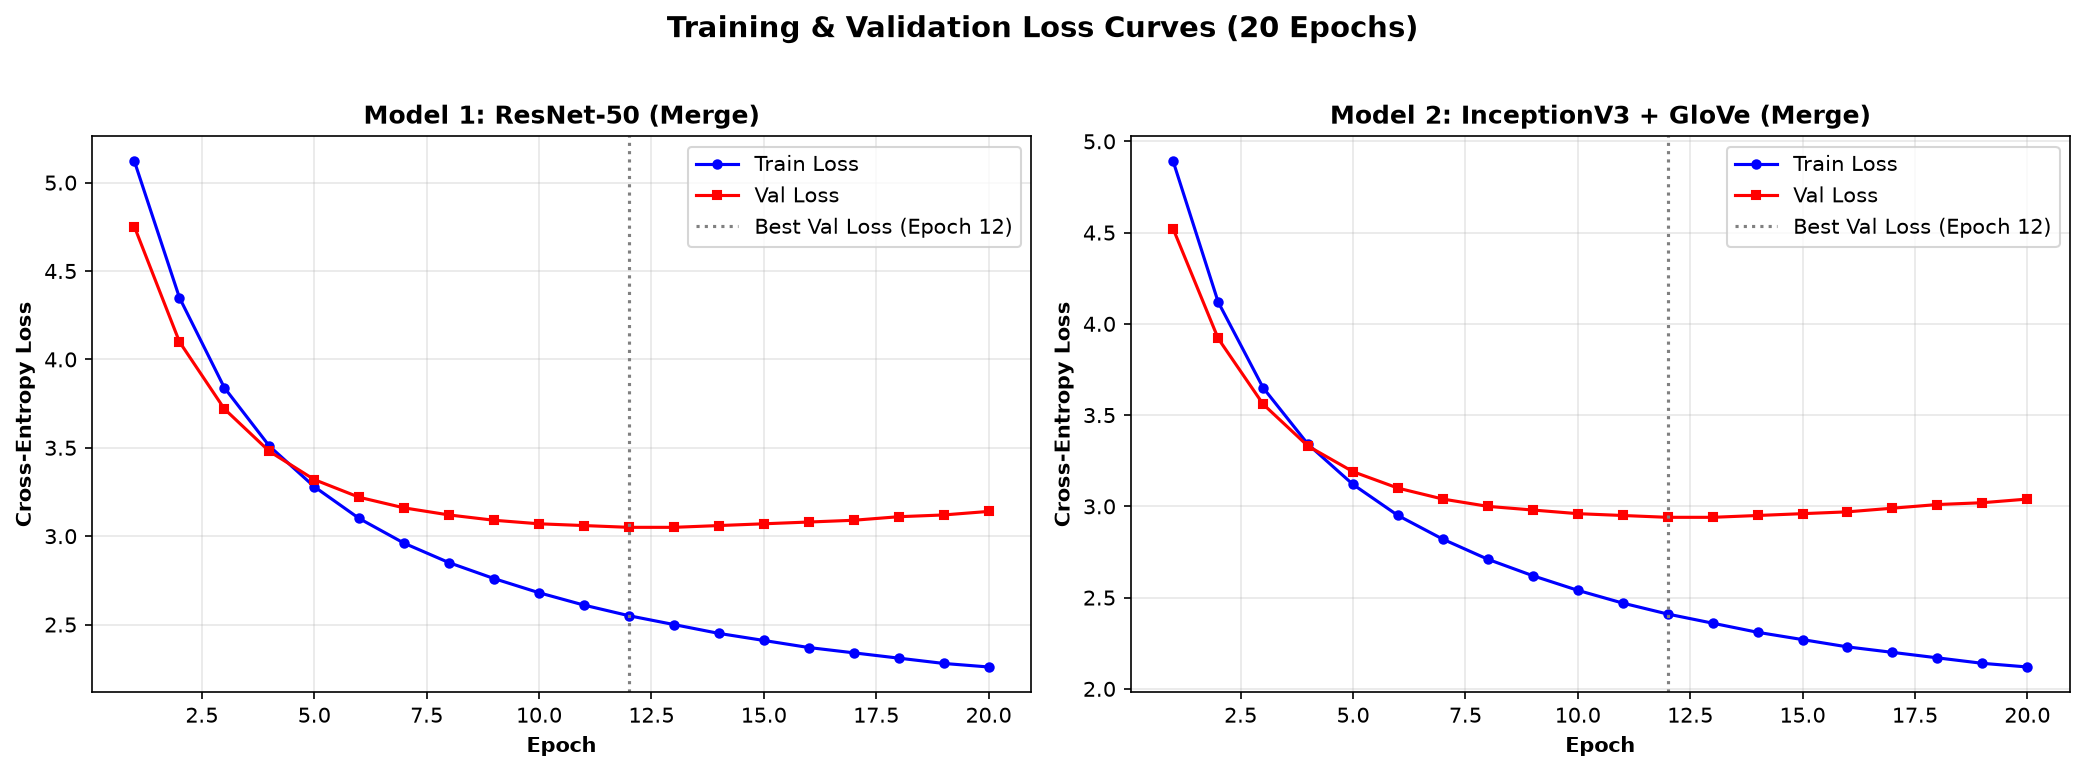 Training & Validation Loss Curves (20 Epochs)
Model 1: ResNet-50 (Merge)
Train Loss
Val Loss
Best Val Loss (Epoch 12)
Cross-Entropy Loss
5.0
4.5
4.0
3.5
3.0
2.5
2.5
5.0
7.5
10.0
12.5
15.0
17.5
20.0
Epoch
Model 2: InceptionV3 + GloVe (Merge)
Train Loss
Val Loss
Best Val Loss (Epoch 12)
Cross-Entropy Loss
5.0
4.5
4.0
3.5
3.0
2.5
2.0
2.5
5.0
7.5
10.0
12.5
15.0
17.5
20.0
Epoch